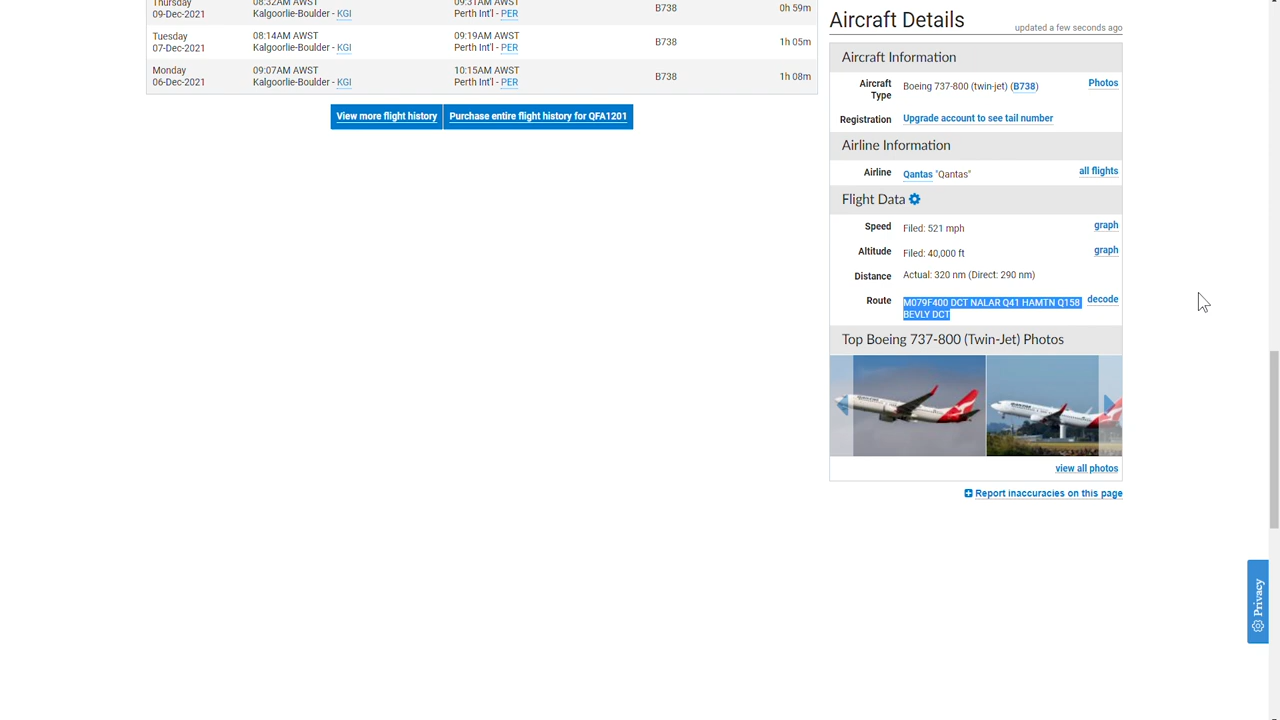 Thursday 08:32AM AWST 09:31AM AWST B738 0h 59m
09-Dec-2021 Kalgoorlie-Boulder - KGI Perth Int'l - PER
Tuesday 08:14AM AWST 09:19AM AWST B738 1h 05m
07-Dec-2021 Kalgoorlie-Boulder - KGI Perth Int'l - PER
Monday 09:07AM AWST 10:15AM AWST B738 1h 08m
06-Dec-2021 Kalgoorlie-Boulder - KGI Perth Int'l - PER
View more flight history Purchase entire flight history for QFA1201
Aircraft Details updated a few seconds ago
Aircraft Information
Aircraft Type Boeing 737-800 (twin-jet) (B738) Photos
Registration Upgrade account to see tail number
Airline Information
Airline Qantas "Qantas" all flights
Flight Data
Speed Filed: 521 mph graph
Altitude Filed: 40,000 ft graph
Distance Actual: 320 nm (Direct: 290 nm)
Route M079F400 DCT NALAR Q41 HAMTN Q158 decode
BEVLY DCT
Top Boeing 737-800 (Twin-Jet) Photos
view all photos
Report inaccuracies on this page
Privacy